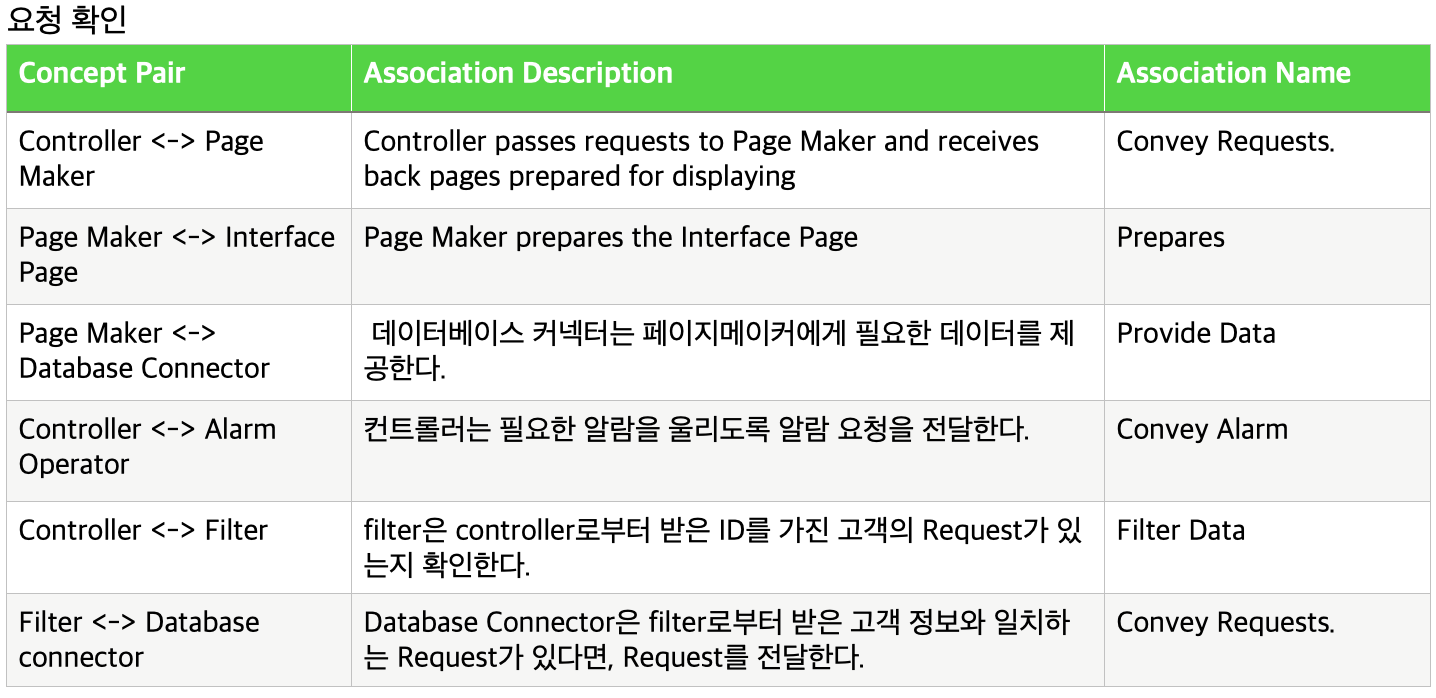 요청 확인
Concept Pair Association Description Association Name
Controller <-> Page Maker Controller passes requests to Page Maker and receives back pages prepared for displaying Convey Requests.
Page Maker <-> Interface Page Page Maker prepares the Interface Page Prepares
Page Maker <-> Database Connector 데이터베이스 커넥터는 페이지메이커에게 필요한 데이터를 제공한다. Provide Data
Controller <-> Alarm Operator 컨트롤러는 필요한 알람을 울리도록 알람 요청을 전달한다. Convey Alarm
Controller <-> Filter filter은 controller로부터 받은 ID를 가진 고객의 Request가 있는지 확인한다. Filter Data
Filter <-> Database connector Database Connector은 filter로부터 받은 고객 정보와 일치하는 Request가 있다면, Request를 전달한다. Convey Requests.